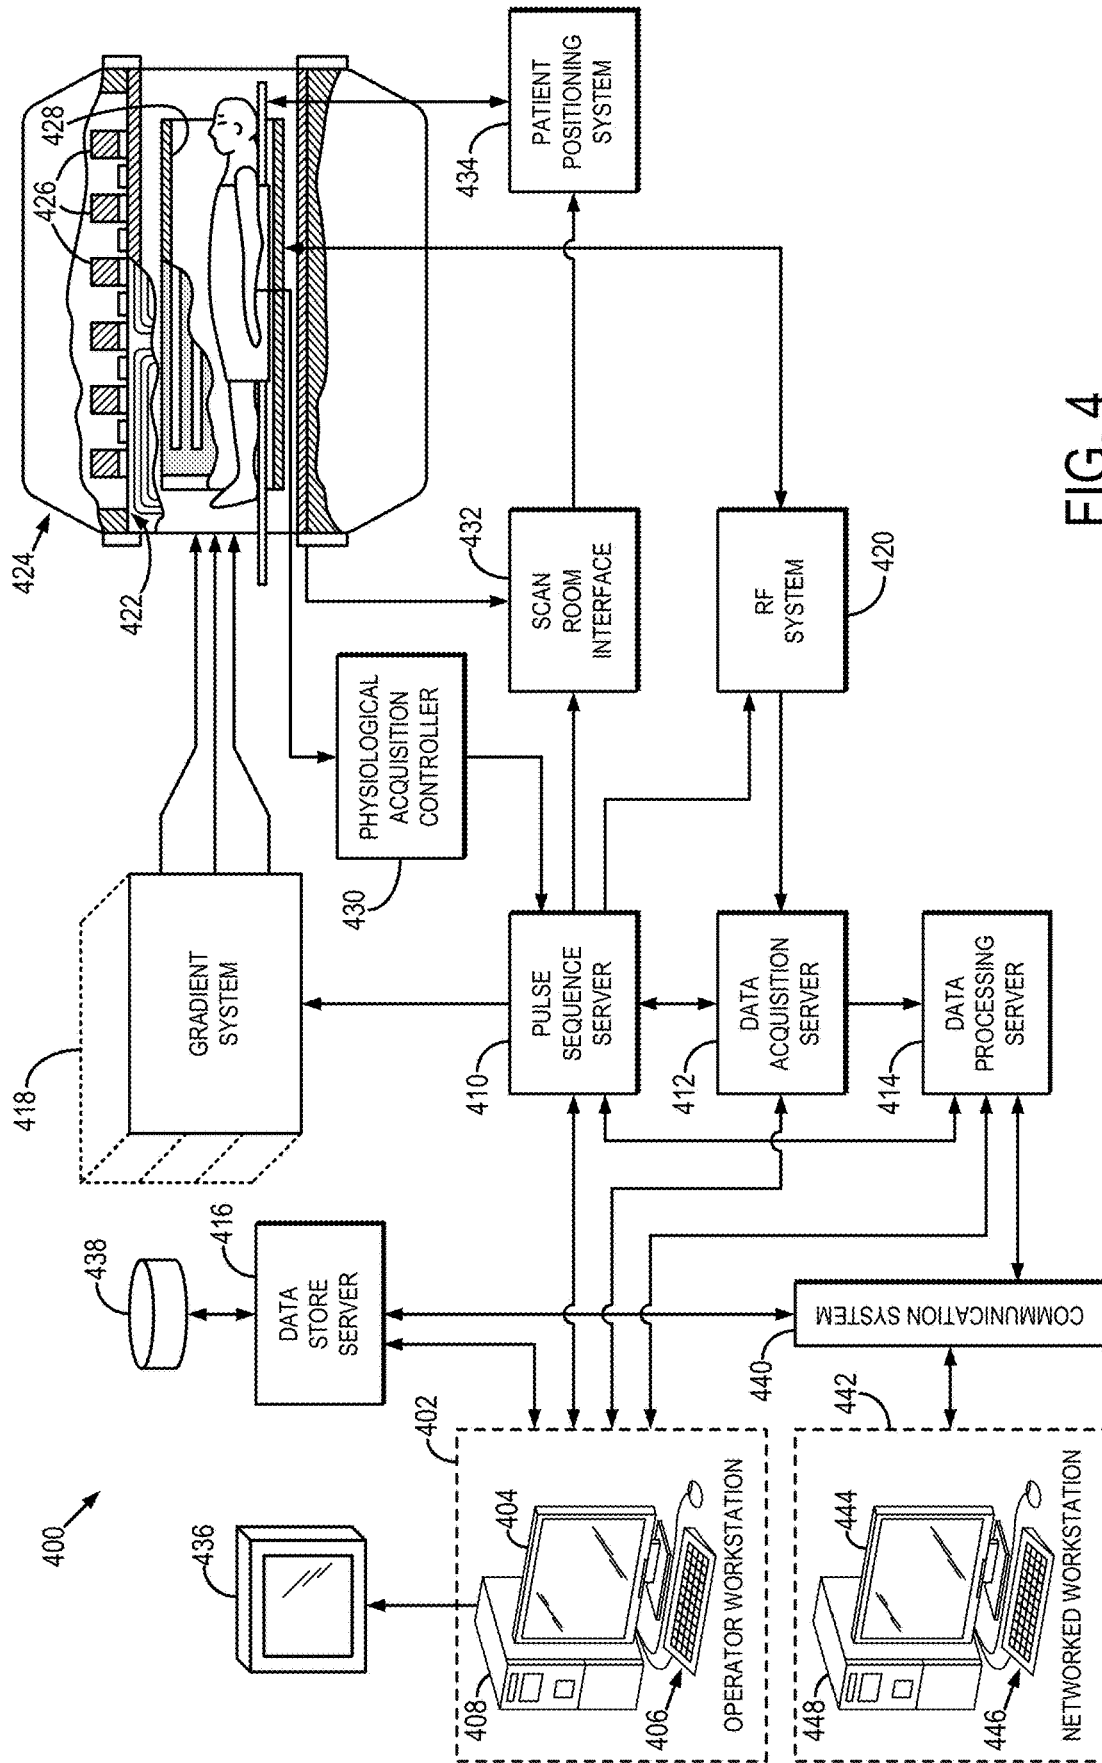 400
436
438
416
DATA
STORE
SERVER
418
GRADIENT
SYSTEM
424
422
426
428
402
404
408
406
OPERATOR WORKSTATION
410
PULSE
SEQUENCE
SERVER
430
PHYSIOLOGICAL
ACQUISITION
CONTROLLER
432
SCAN
ROOM
INTERFACE
434
PATIENT
POSITIONING
SYSTEM
412
DATA
ACQUISITION
SERVER
RF
SYSTEM
420
414
DATA
PROCESSING
SERVER
440
COMMUNICATION SYSTEM
442
444
448
446
NETWORKED WORKSTATION
FIG. 4